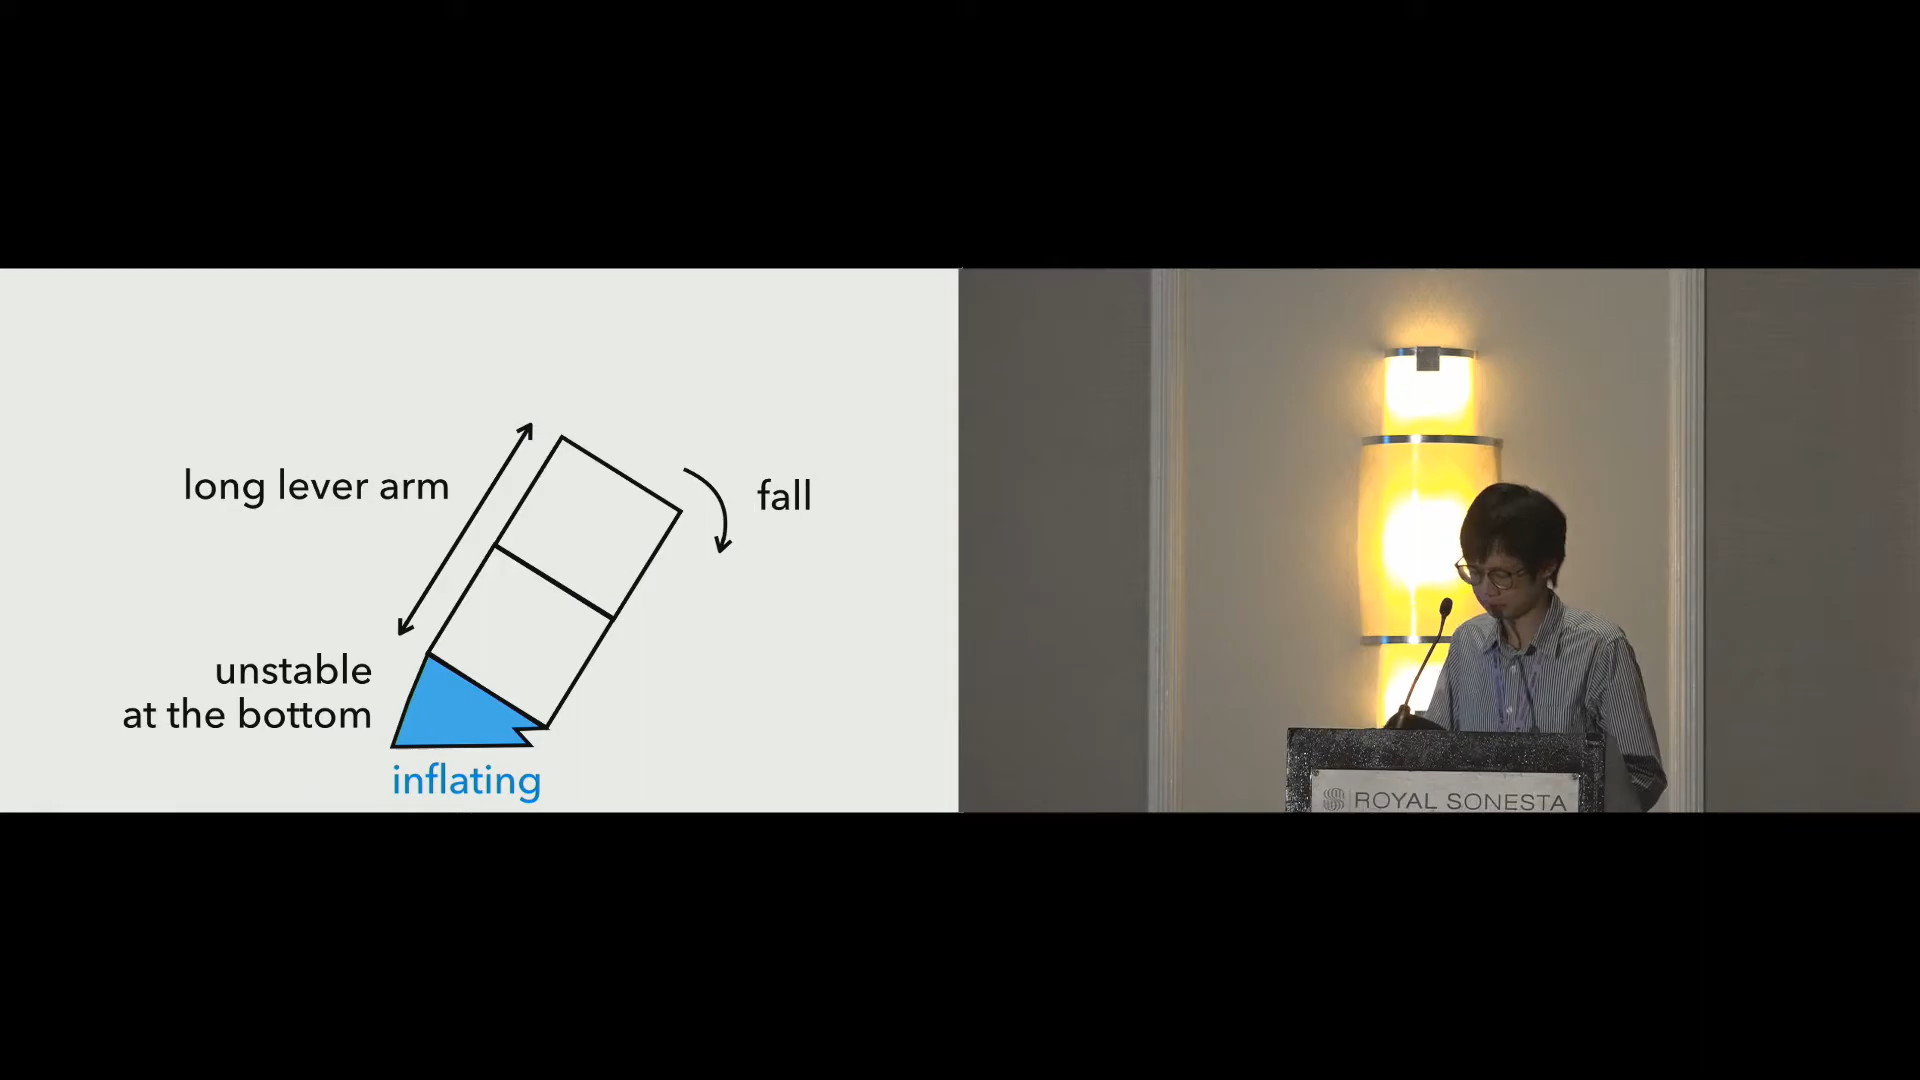 long lever arm
fall
unstable
at the bottom
inflating
ROYAL SONESTA